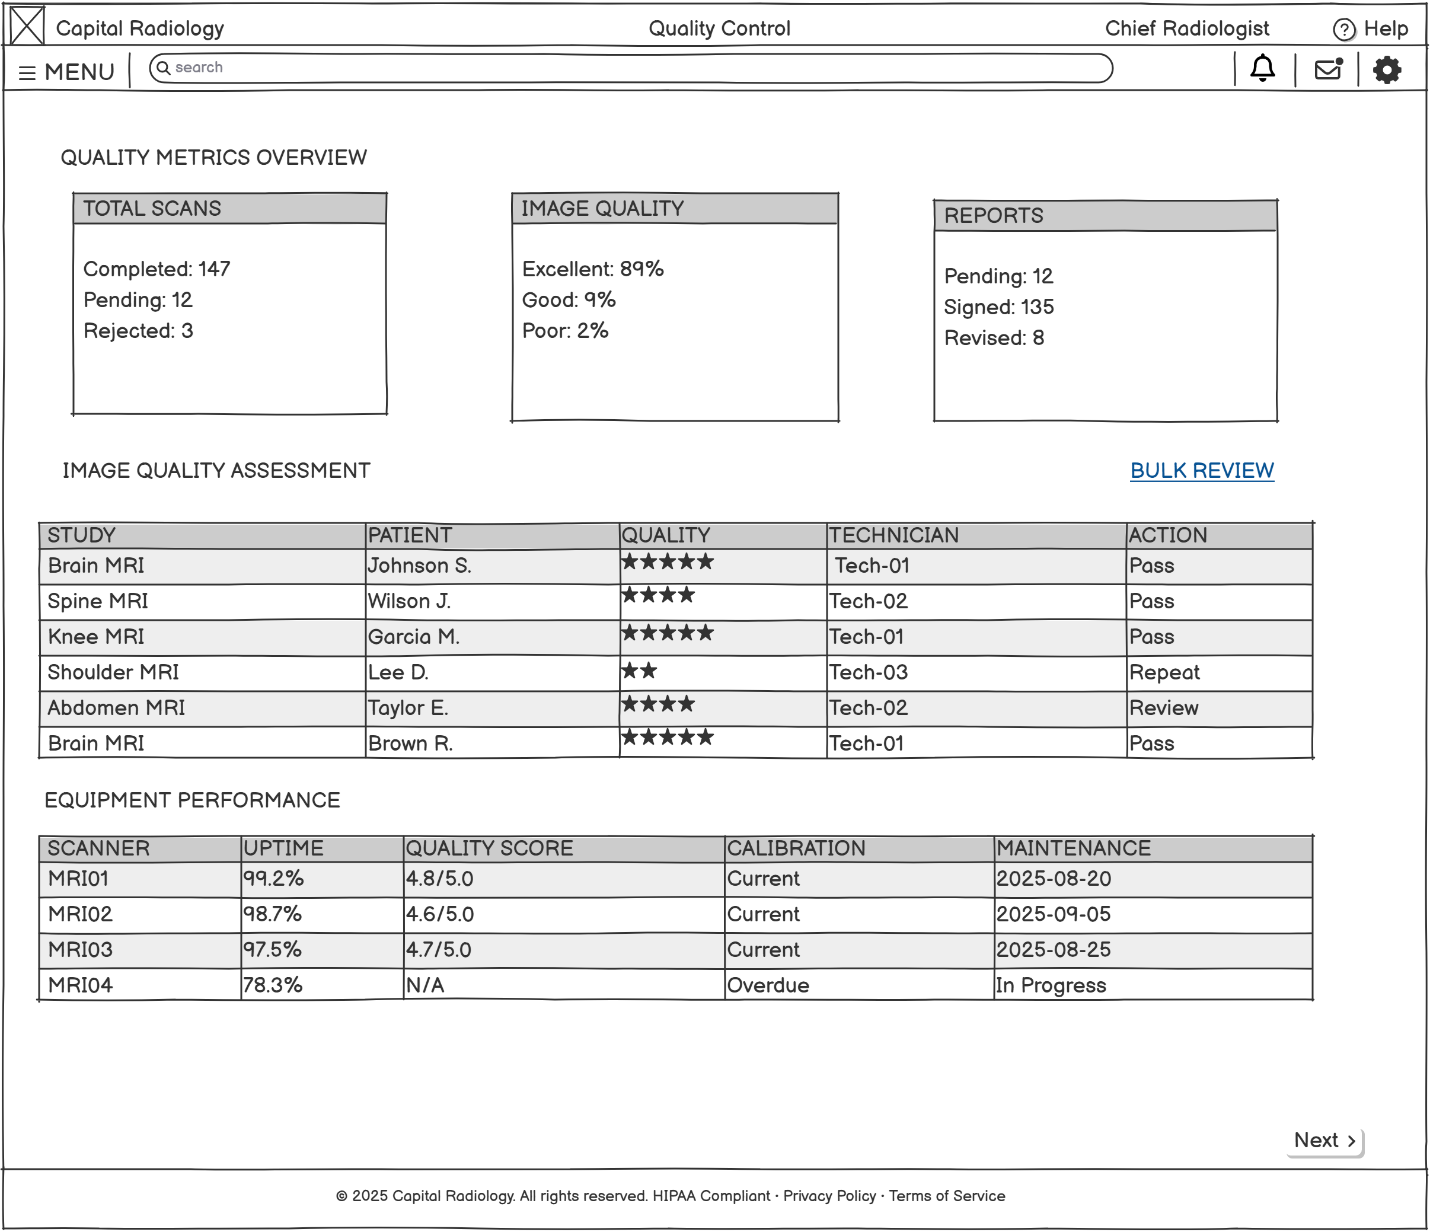 Capital Radiology Quality Control Chief Radiologist ? Help
MENU search
QUALITY METRICS OVERVIEW
TOTAL SCANS
Completed: 147
Pending: 12
Rejected: 3
IMAGE QUALITY
Excellent: 89%
Good: 9%
Poor: 2%
REPORTS
Pending: 12
Signed: 135
Revised: 8
IMAGE QUALITY ASSESSMENT BULK REVIEW
STUDY PATIENT QUALITY TECHNICIAN ACTION
Brain MRI Johnson S. ★★★★★ Tech-01 Pass
Spine MRI Wilson J. ★★★★ Tech-02 Pass
Knee MRI Garcia M. ★★★★★ Tech-01 Pass
Shoulder MRI Lee D. ★★ Tech-03 Repeat
Abdomen MRI Taylor E. ★★★★ Tech-02 Review
Brain MRI Brown R. ★★★★★ Tech-01 Pass
EQUIPMENT PERFORMANCE
SCANNER UPTIME QUALITY SCORE CALIBRATION MAINTENANCE
MRI01 99.2% 4.8/5.0 Current 2025-08-20
MRI02 98.7% 4.6/5.0 Current 2025-09-05
MRI03 97.5% 4.7/5.0 Current 2025-08-25
MRI04 78.3% N/A Overdue In Progress
Next >
© 2025 Capital Radiology. All rights reserved. HIPAA Compliant · Privacy Policy · Terms of Service